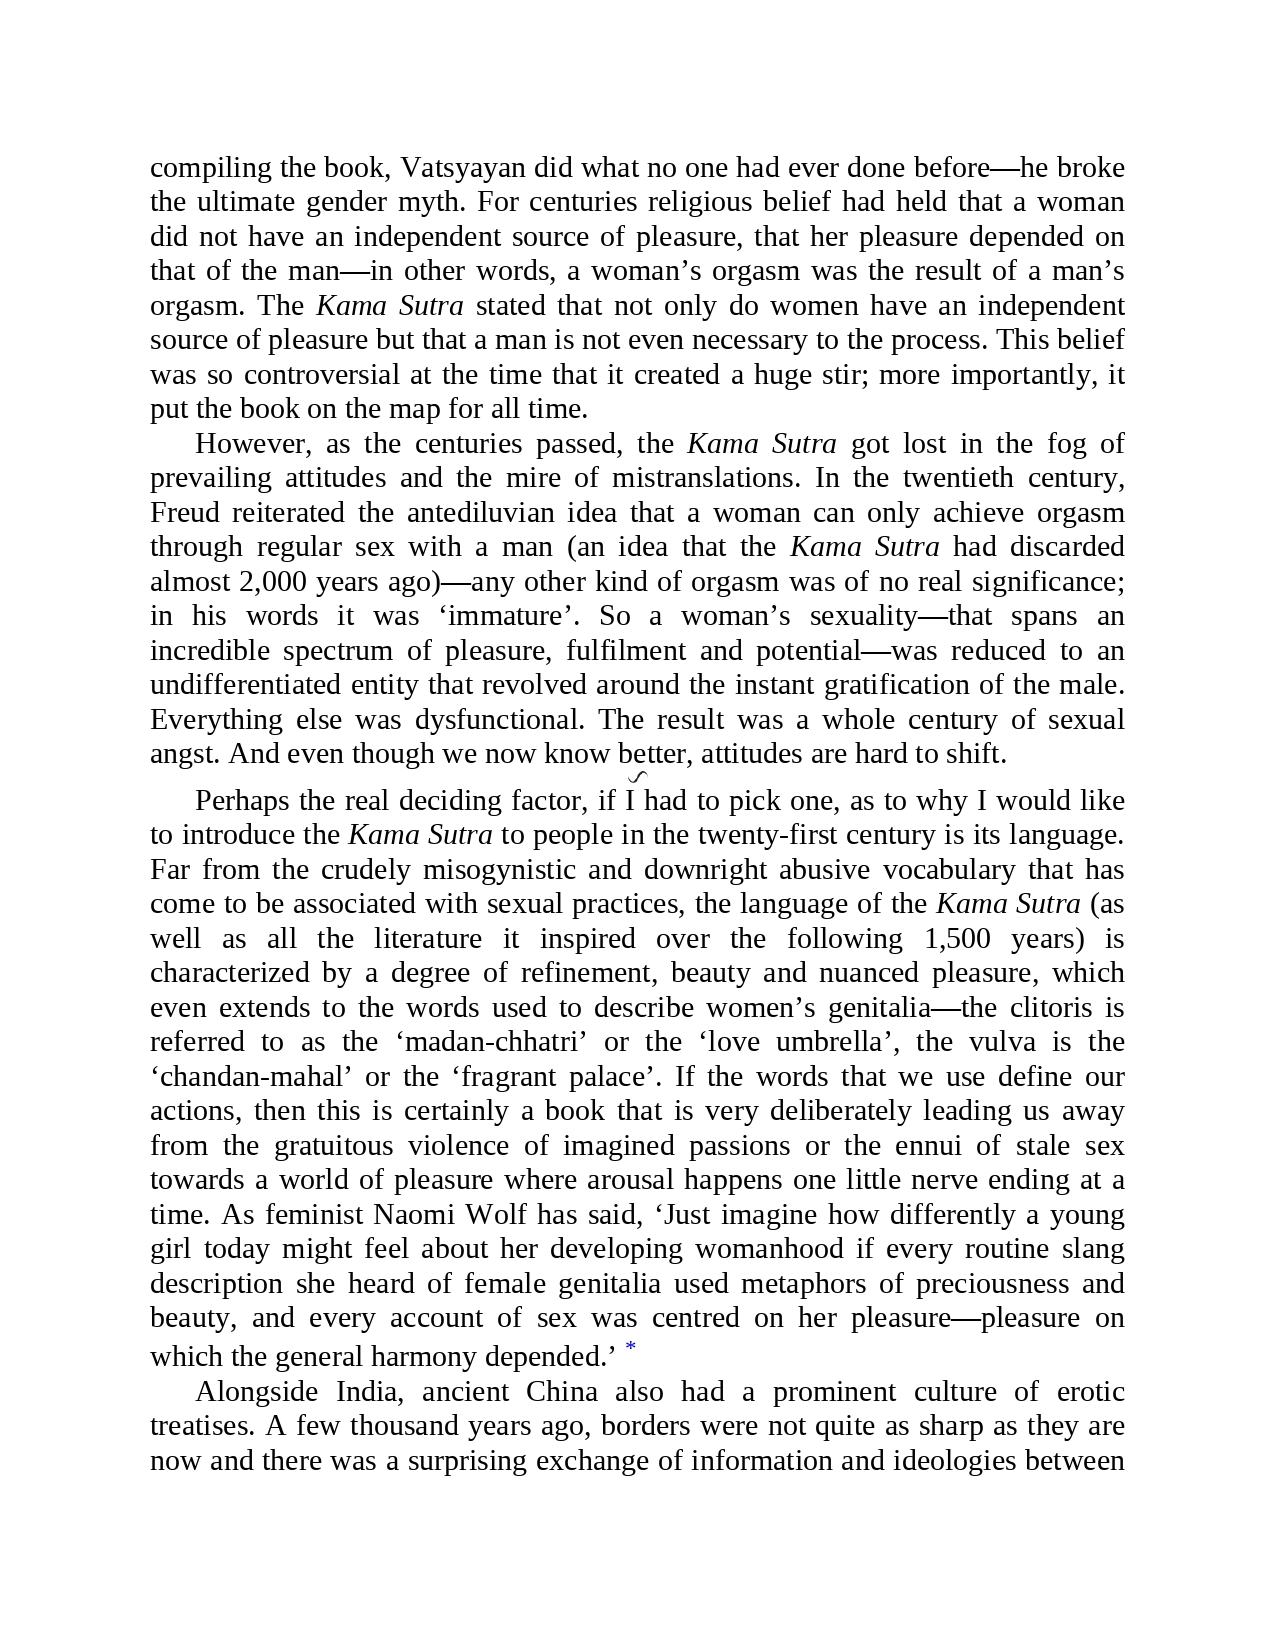 compiling the book, Vatsyayan did what no one had ever done before—he broke
the ultimate gender myth. For centuries religious belief had held that a woman
did not have an independent source of pleasure, that her pleasure depended on
that of the man—in other words, a woman’s orgasm was the result of a man’s
orgasm. The Kama Sutra stated that not only do women have an independent
source of pleasure but that a man is not even necessary to the process. This belief
was so controversial at the time that it created a huge stir; more importantly, it
put the book on the map for all time.
However, as the centuries passed, the Kama Sutra got lost in the fog of
prevailing attitudes and the mire of mistranslations. In the twentieth century,
Freud reiterated the antediluvian idea that a woman can only achieve orgasm
through regular sex with a man (an idea that the Kama Sutra had discarded
almost 2,000 years ago)—any other kind of orgasm was of no real significance;
in his words it was ‘immature’. So a woman’s sexuality—that spans an
incredible spectrum of pleasure, fulfilment and potential—was reduced to an
undifferentiated entity that revolved around the instant gratification of the male.
Everything else was dysfunctional. The result was a whole century of sexual
angst. And even though we now know better, attitudes are hard to shift.
Perhaps the real deciding factor, if I had to pick one, as to why I would like
to introduce the Kama Sutra to people in the twenty-first century is its language.
Far from the crudely misogynistic and downright abusive vocabulary that has
come to be associated with sexual practices, the language of the Kama Sutra (as
well as all the literature it inspired over the following 1,500 years) is
characterized by a degree of refinement, beauty and nuanced pleasure, which
even extends to the words used to describe women’s genitalia—the clitoris is
referred to as the ‘madan-chhatri’ or the ‘love umbrella’, the vulva is the
‘chandan-mahal’ or the ‘fragrant palace’. If the words that we use define our
actions, then this is certainly a book that is very deliberately leading us away
from the gratuitous violence of imagined passions or the ennui of stale sex
towards a world of pleasure where arousal happens one little nerve ending at a
time. As feminist Naomi Wolf has said, ‘Just imagine how differently a young
girl today might feel about her developing womanhood if every routine slang
description she heard of female genitalia used metaphors of preciousness and
beauty, and every account of sex was centred on her pleasure—pleasure on
which the general harmony depended.’ *
Alongside India, ancient China also had a prominent culture of erotic
treatises. A few thousand years ago, borders were not quite as sharp as they are
now and there was a surprising exchange of information and ideologies between